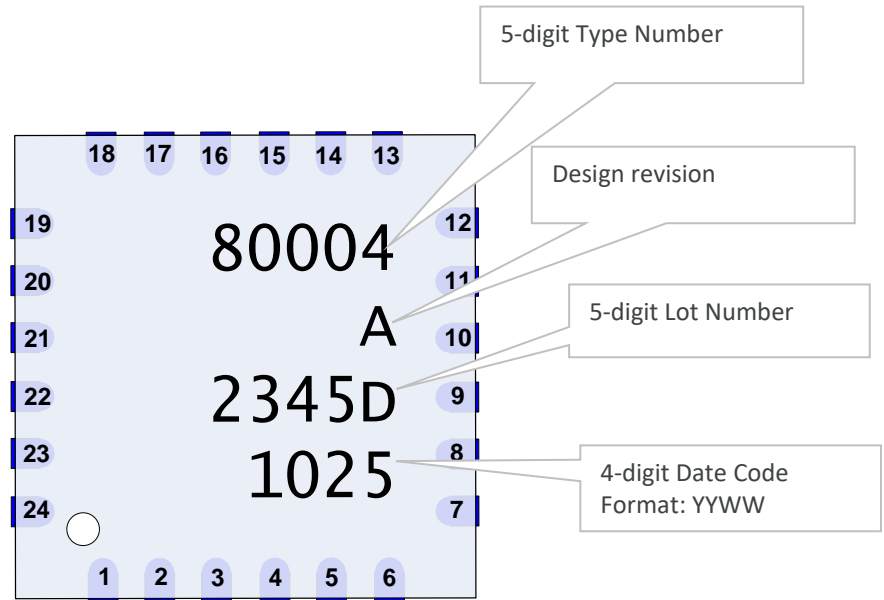 5-digit Type Number
18 17 16 15 14 13
Design revision
19
12
80004
20
11
5-digit Lot Number
A
21
10
2345D
22
9
1025
23
8
4-digit Date Code
Format: YYWW
24
7
1 2 3 4 5 6